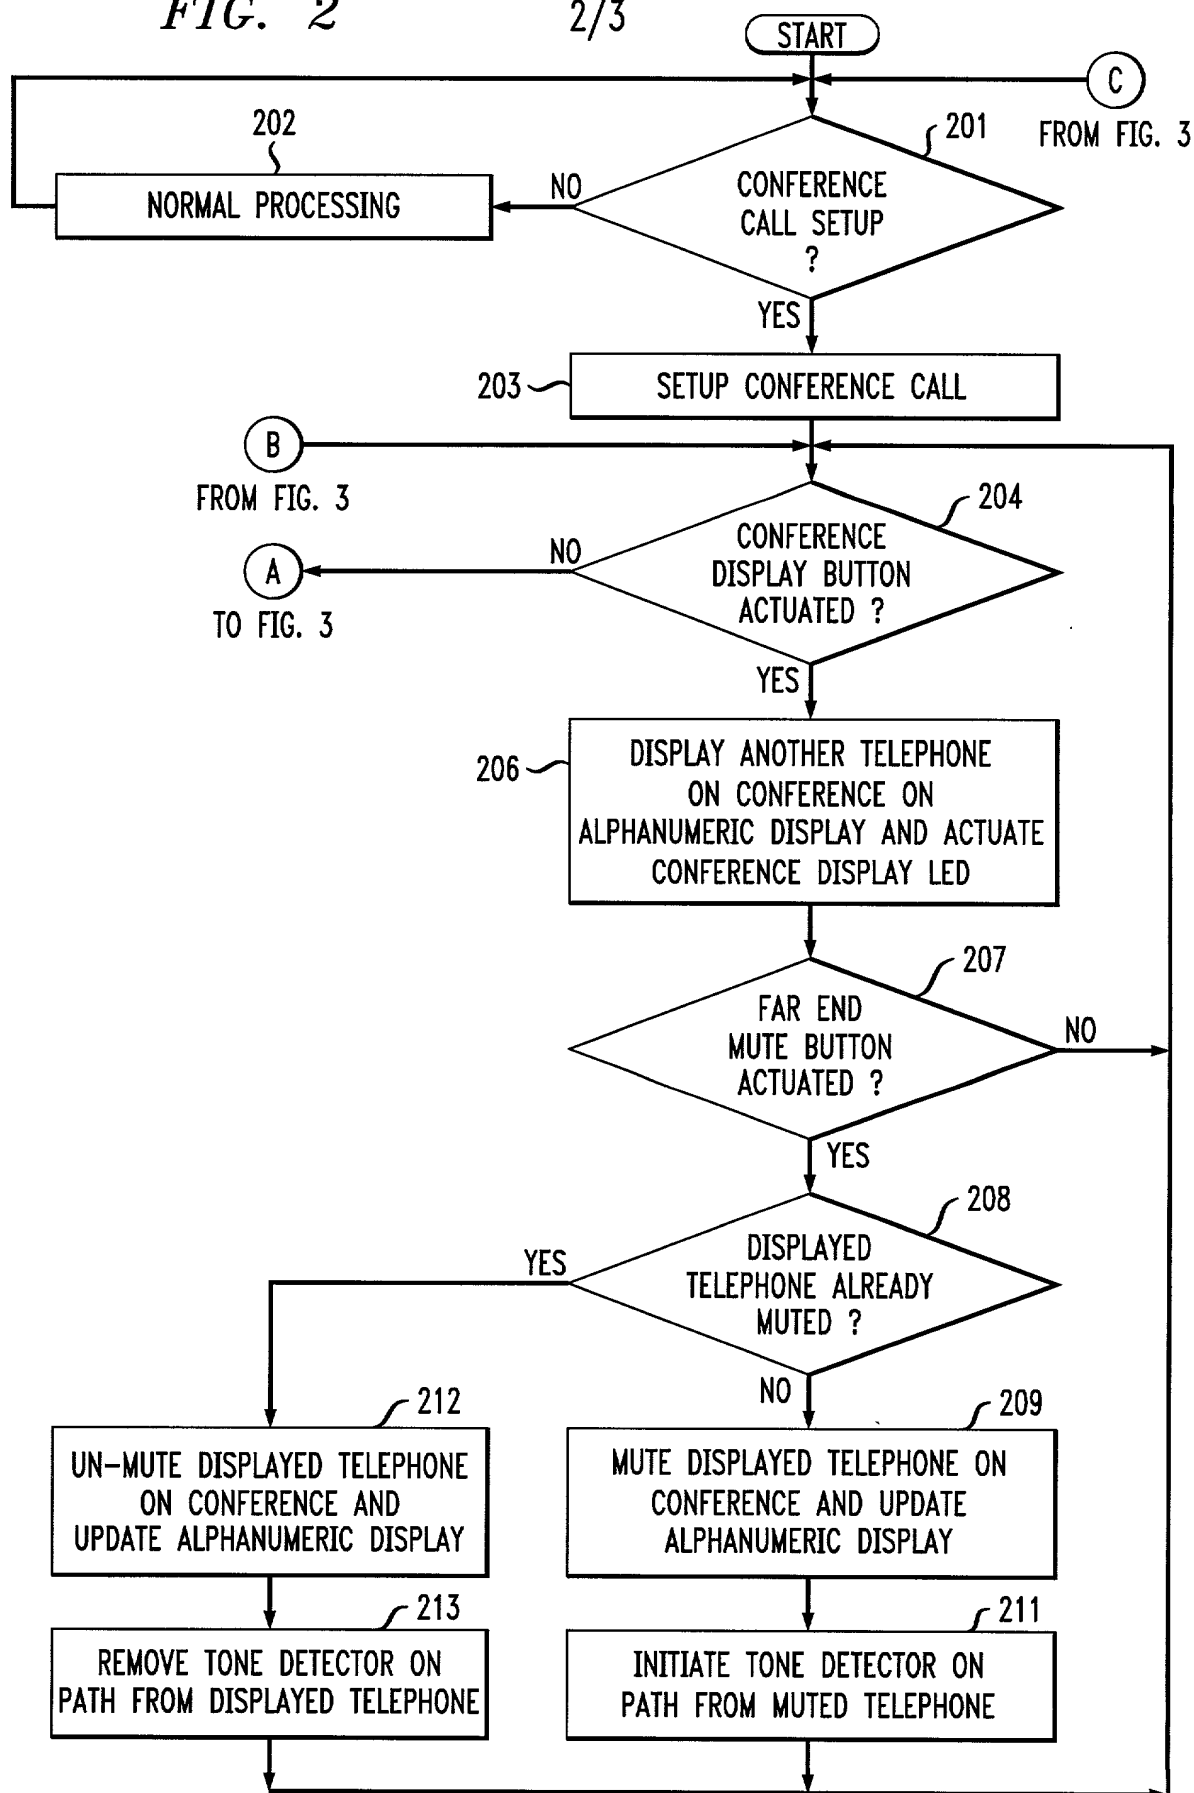 FIG. 2
2/3
START
C
FROM FIG. 3
201
202
NORMAL PROCESSING
NO
CONFERENCE
CALL SETUP
?
YES
203
SETUP CONFERENCE CALL
B
FROM FIG. 3
204
CONFERENCE
DISPLAY BUTTON
ACTUATED ?
NO
A
TO FIG. 3
YES
206
DISPLAY ANOTHER TELEPHONE
ON CONFERENCE ON
ALPHANUMERIC DISPLAY AND ACTUATE
CONFERENCE DISPLAY LED
207
FAR END
MUTE BUTTON
ACTUATED ?
NO
YES
208
DISPLAYED
TELEPHONE ALREADY
MUTED ?
YES
NO
212
UN-MUTE DISPLAYED TELEPHONE
ON CONFERENCE AND
UPDATE ALPHANUMERIC DISPLAY
209
MUTE DISPLAYED TELEPHONE ON
CONFERENCE AND UPDATE
ALPHANUMERIC DISPLAY
213
REMOVE TONE DETECTOR ON
PATH FROM DISPLAYED TELEPHONE
211
INITIATE TONE DETECTOR ON
PATH FROM MUTED TELEPHONE